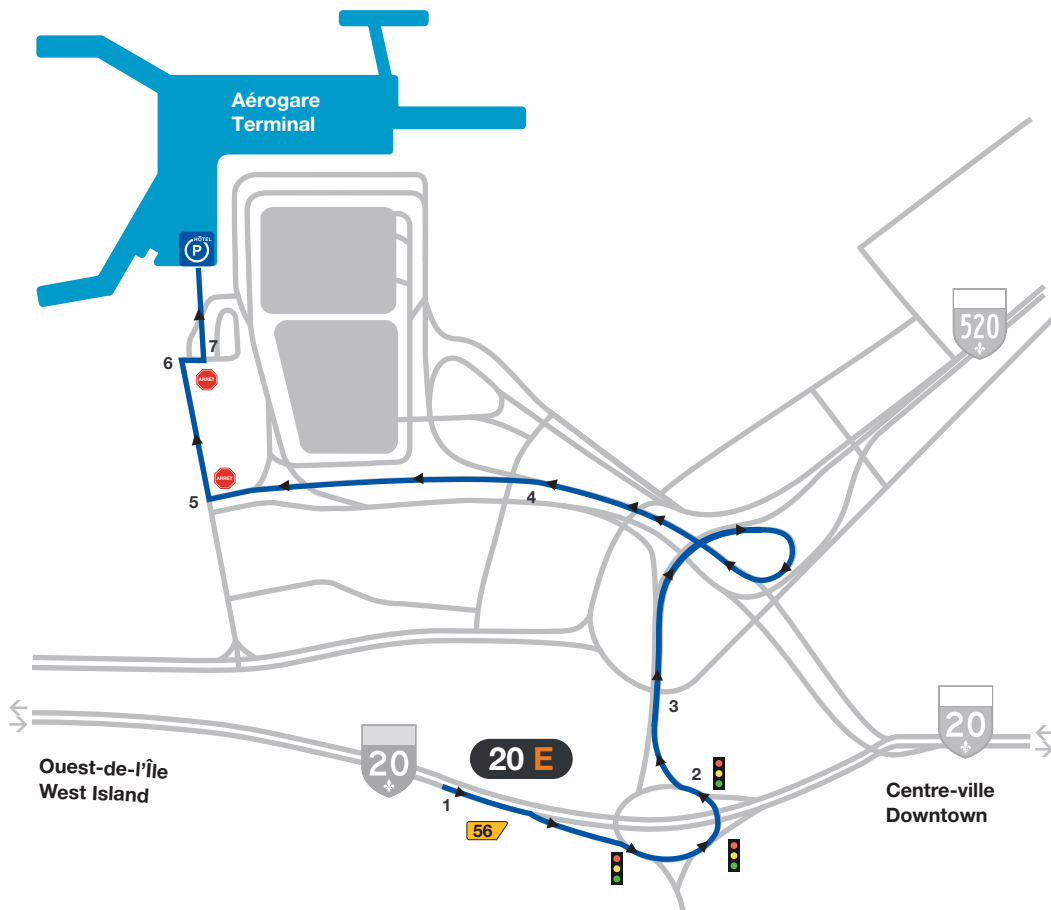 Aérogare
Terminal
HÔTEL
P
520
7
6
ARRÊT
ARRÊT
5
4
3
20
20
20 E
Ouest-de-l'Île
West Island
2
Centre-ville
Downtown
1
56